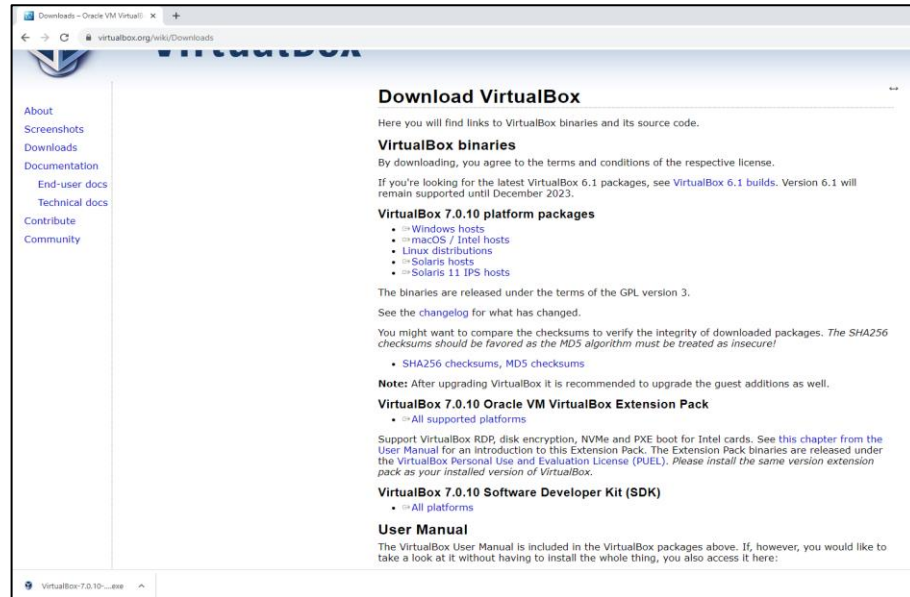 Downloads – Oracle VM VirtualB
virtualbox.org/wiki/Downloads
VirtualBox
About
Screenshots
Downloads
Documentation
End-user docs
Technical docs
Contribute
Community
Download VirtualBox
Here you will find links to VirtualBox binaries and its source code.
VirtualBox binaries
By downloading, you agree to the terms and conditions of the respective license.
If you're looking for the latest VirtualBox 6.1 packages, see VirtualBox 6.1 builds. Version 6.1 will
remain supported until December 2023.
VirtualBox 7.0.10 platform packages
Windows hosts
macOS / Intel hosts
Linux distributions
Solaris hosts
Solaris 11 IPS hosts
The binaries are released under the terms of the GPL version 3.
See the changelog for what has changed.
You might want to compare the checksums to verify the integrity of downloaded packages. The SHA256
checksums should be favored as the MD5 algorithm must be treated as insecure!
SHA256 checksums, MD5 checksums
Note: After upgrading VirtualBox it is recommended to upgrade the guest additions as well.
VirtualBox 7.0.10 Oracle VM VirtualBox Extension Pack
All supported platforms
Support VirtualBox RDP, disk encryption, NVMe and PXE boot for Intel cards. See this chapter from the
User Manual for an introduction to this Extension Pack. The Extension Pack binaries are released under
the VirtualBox Personal Use and Evaluation License (PUEL). Please install the same version extension
pack as your installed version of VirtualBox.
VirtualBox 7.0.10 Software Developer Kit (SDK)
All platforms
User Manual
The VirtualBox User Manual is included in the VirtualBox packages above. If, however, you would like to
take a look at it without having to install the whole thing, you also access it here:
VirtualBox-7.0.10-....exe